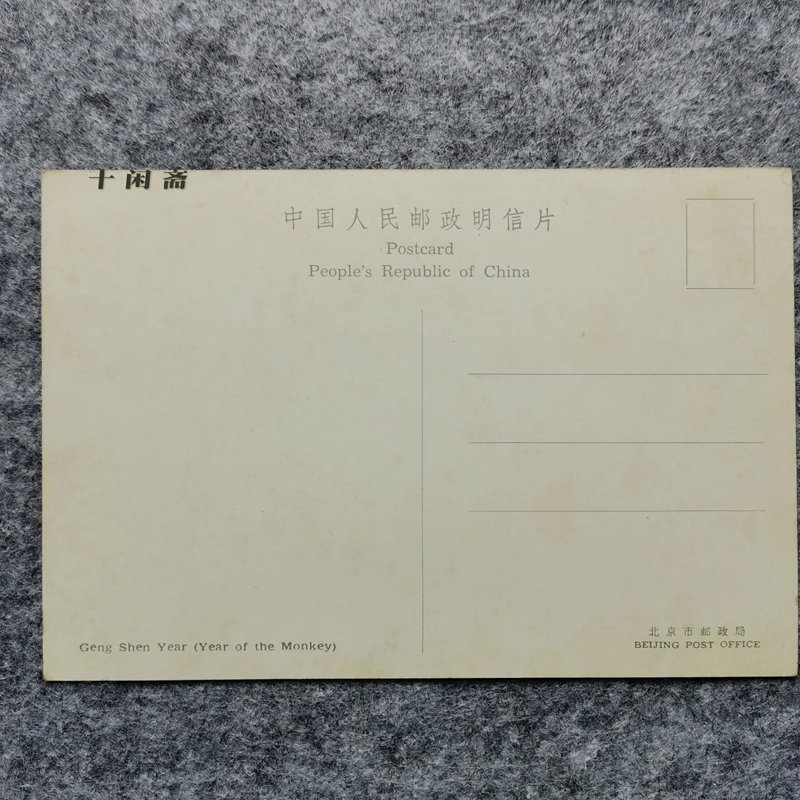 十闲斋
中国人民邮政明信片
Postcard
People's Republic of China
Geng Shen Year (Year of the Monkey)
北京市邮政局
BEIJING POST OFFICE